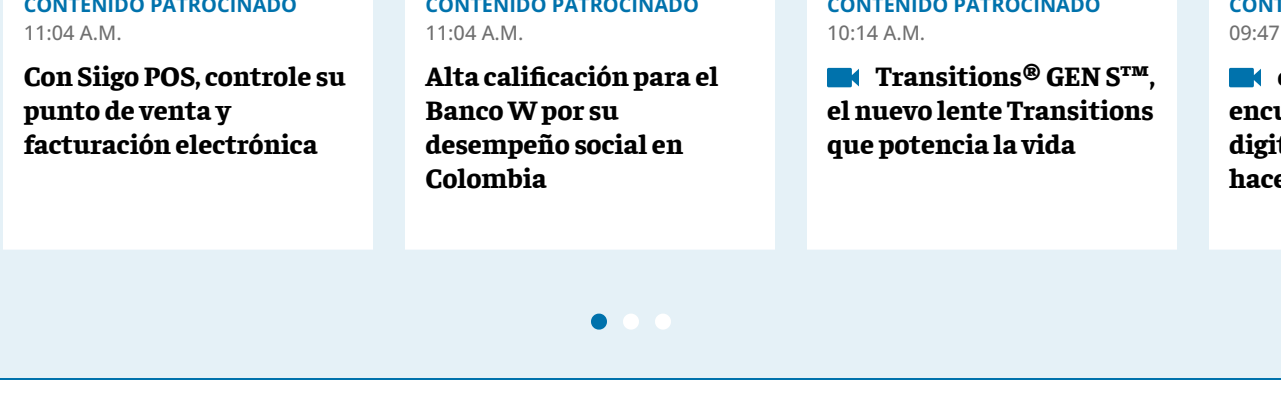 CONTENIDO PATROCINADO
11:04 A.M.
Con Siigo POS, controle su
punto de venta y
facturación electrónica
CONTENIDO PATROCINADO
11:04 A.M.
Alta calificación para el
Banco W por su
desempeño social en
Colombia
CONTENIDO PATROCINADO
10:14 A.M.
Transitions® GEN S™,
el nuevo lente Transitions
que potencia la vida
09:47